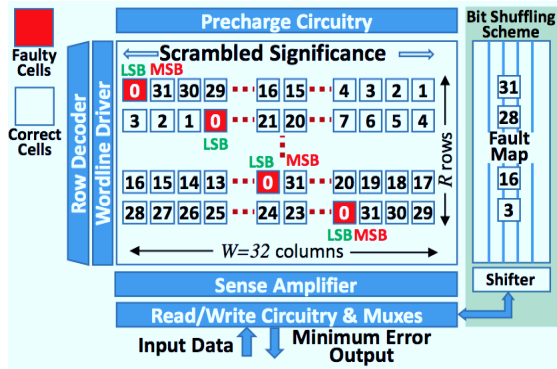 Precharge Circuitry
Bit Shuffling
Scheme
Faulty
Cells
Correct
Cells
Row Decoder
Wordline Driver
Scrambled Significance
LSB MSB
0 31 30 29 16 15 4 3 2 1
3 2 1 0 21 20 7 6 5 4
LSB
LSB MSB
16 15 14 13 0 31 20 19 18 17
28 27 26 25 24 23 0 31 30 29
LSB MSB
W=32 columns
R rows
31
28
Fault
Map
16
3
Shifter
Sense Amplifier
Read/Write Circuitry & Muxes
Input Data
Minimum Error
Output